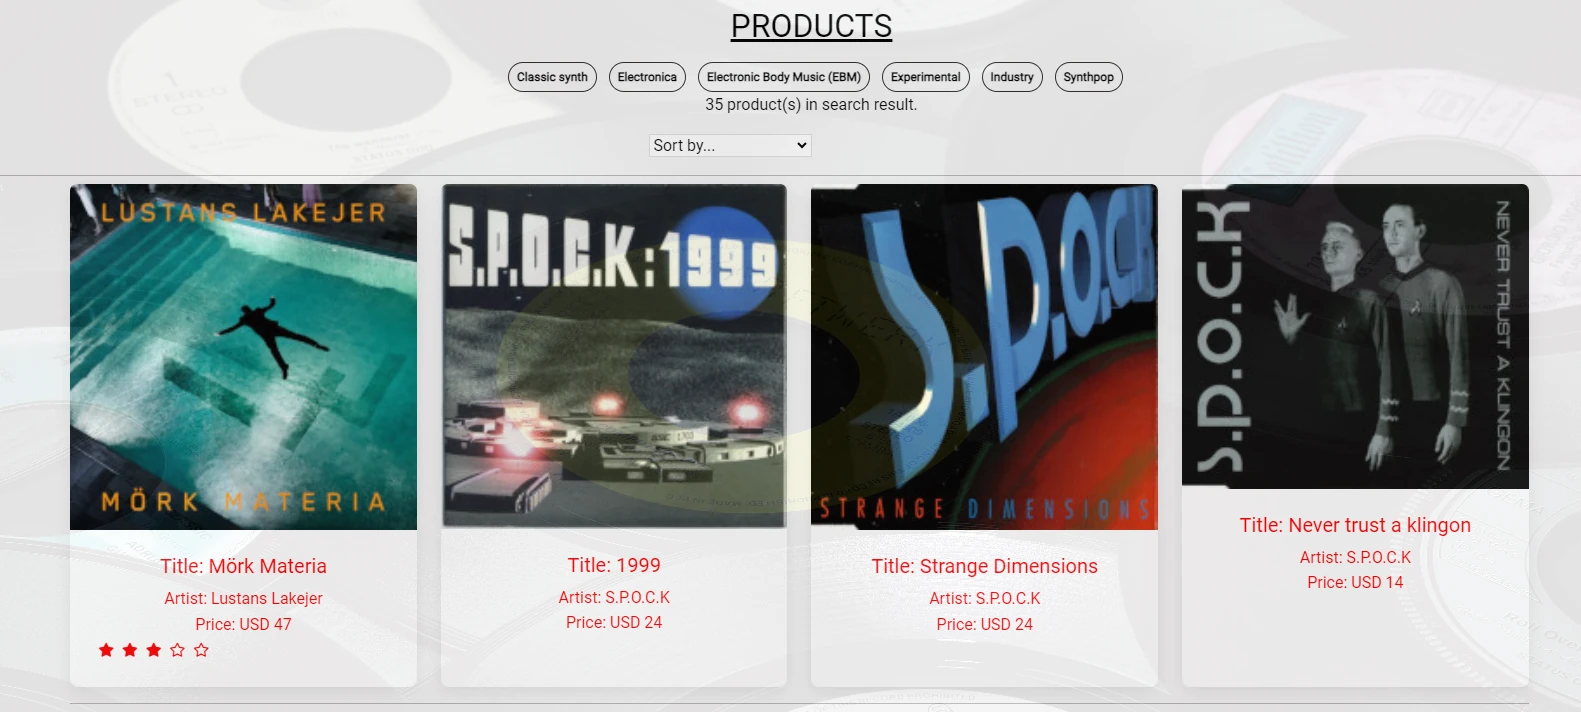 PRODUCTS
Classic synth
Electronica
Electronic Body Music (EBM)
Experimental
Industry
Synthpop
35 product(s) in search result.
Sort by...
LUSTANS LAKEJER
MÖRK MATERIA
Title: Mörk Materia
Artist: Lustans Lakejer
Price: USD 47
S.P.O.C.K:1999
Title: 1999
Artist: S.P.O.C.K
Price: USD 24
S.P.O.C.K
STRANGE DIMENSIONS
Title: Strange Dimensions
Artist: S.P.O.C.K
Price: USD 24
S.P.O.C.K
NEVER TRUST A KLINGON
Title: Never trust a klingon
Artist: S.P.O.C.K
Price: USD 14